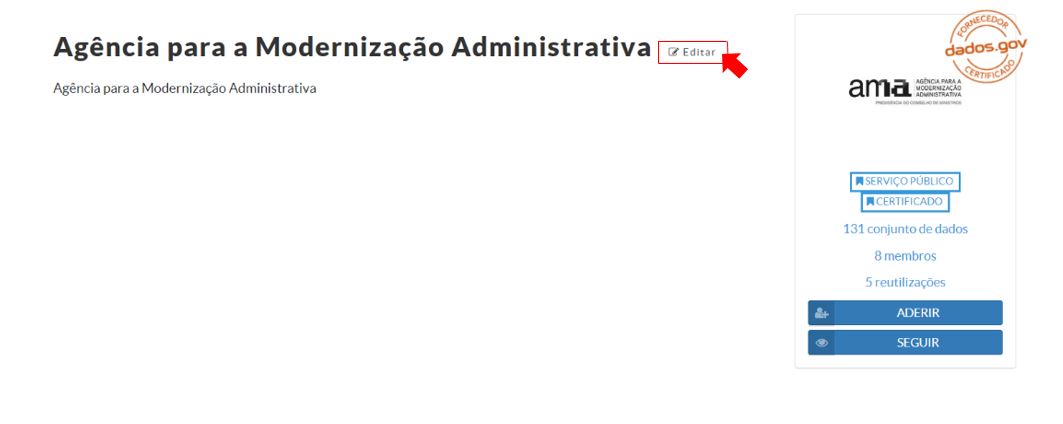 Agência para a Modernização Administrativa Editar
Agência para a Modernização Administrativa
FORNECEDOR
dados.gov
CERTIFICADO
ama AGÊNCIA PARA A
MODERNIZAÇÃO
ADMINISTRATIVA
PRESIDÊNCIA DO CONSELHO DE MINISTROS
SERVIÇO PÚBLICO
CERTIFICADO
131 conjunto de dados
8 membros
5 reutilizações
ADERIR
SEGUIR